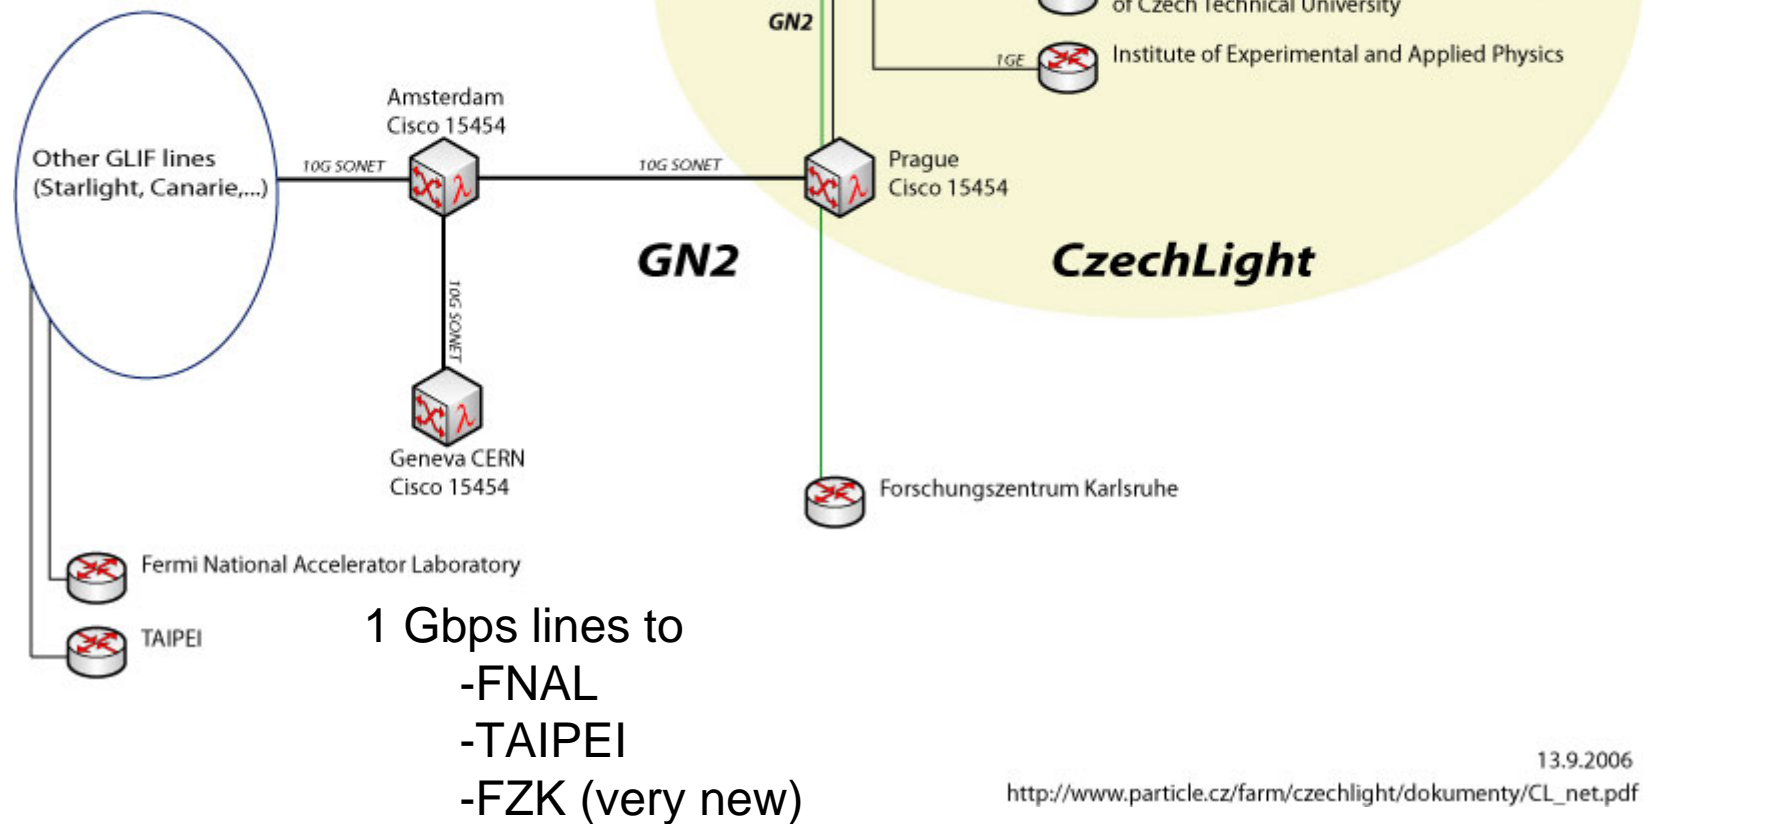 of Czech Technical University
GN2
1GE
Institute of Experimental and Applied Physics
Amsterdam
Cisco 15454
Other GLIF lines
(Starlight, Canarie,...)
10G SONET
10G SONET
Prague
Cisco 15454
GN2
CzechLight
10G SONET
Geneva CERN
Cisco 15454
Forschungszentrum Karlsruhe
Fermi National Accelerator Laboratory
TAIPEI
1 Gbps lines to
-FNAL
-TAIPEI
-FZK (very new)
13.9.2006
http://www.particle.cz/farm/czechlight/dokumenty/CL_net.pdf